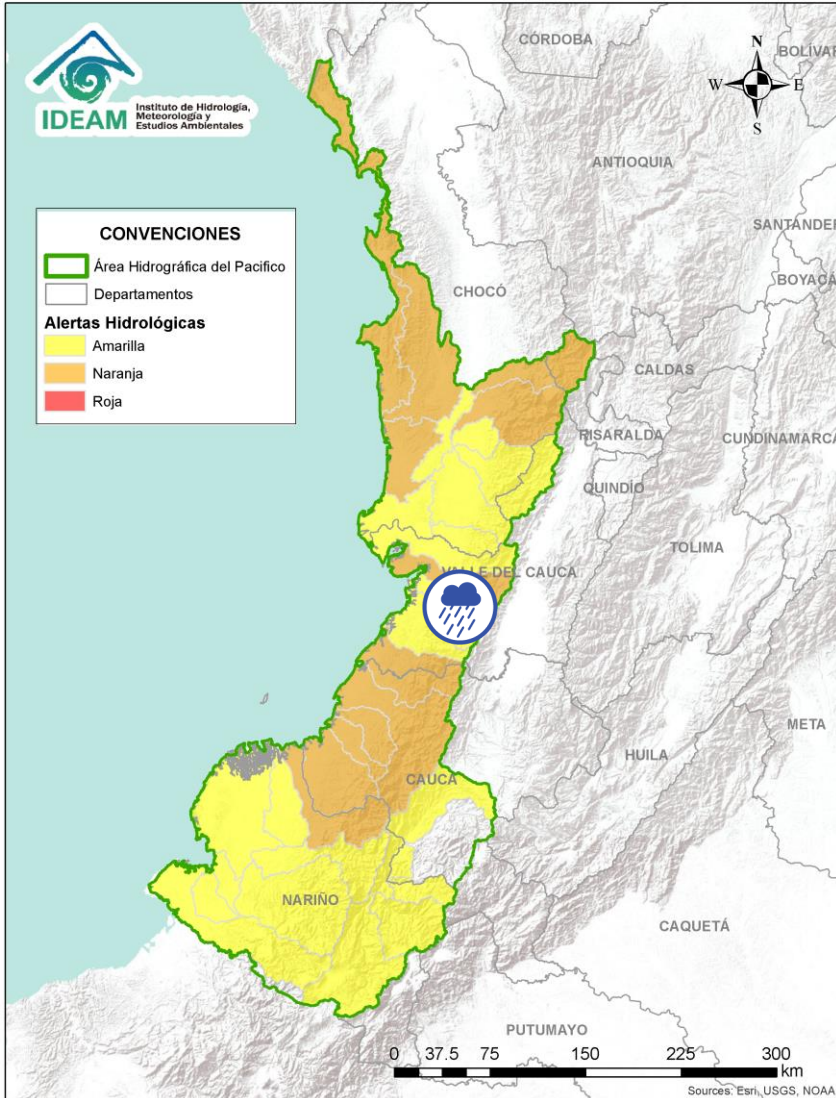 IDEAM
Instituto de Hidrología,
Meteorología y
Estudios Ambientales
N
W
E
S
CONVENCIONES
Área Hidrográfica del Pacifico
Departamentos
Alertas Hidrológicas
Amarilla
Naranja
Roja
CÓRDOBA
BOLÍVAR
ANTIOQUIA
SANTANDER
BOYACÁ
CHOCÓ
CALDAS
RISARALDA
CUNDINAMARCA
QUINDÍO
TOLIMA
VALLE DEL CAUCA
META
HUILA
CAUCA
NARIÑO
CAQUETÁ
PUTUMAYO
0 37.5 75 150 225 300
km
Sources: Esri, USGS, NOAA